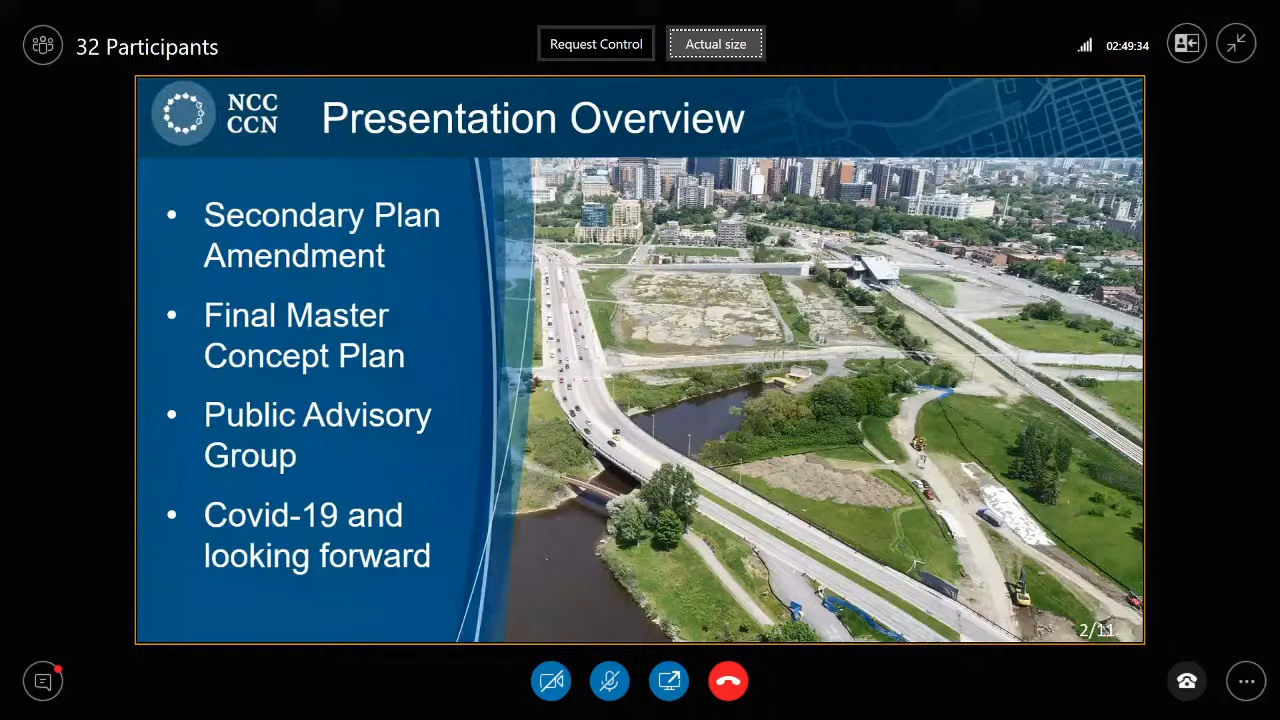 32 Participants
Request Control
Actual size
02:49:34
NCC
CCN
Presentation Overview
• Secondary Plan
Amendment
• Final Master
Concept Plan
• Public Advisory
Group
• Covid-19 and
looking forward
2/11